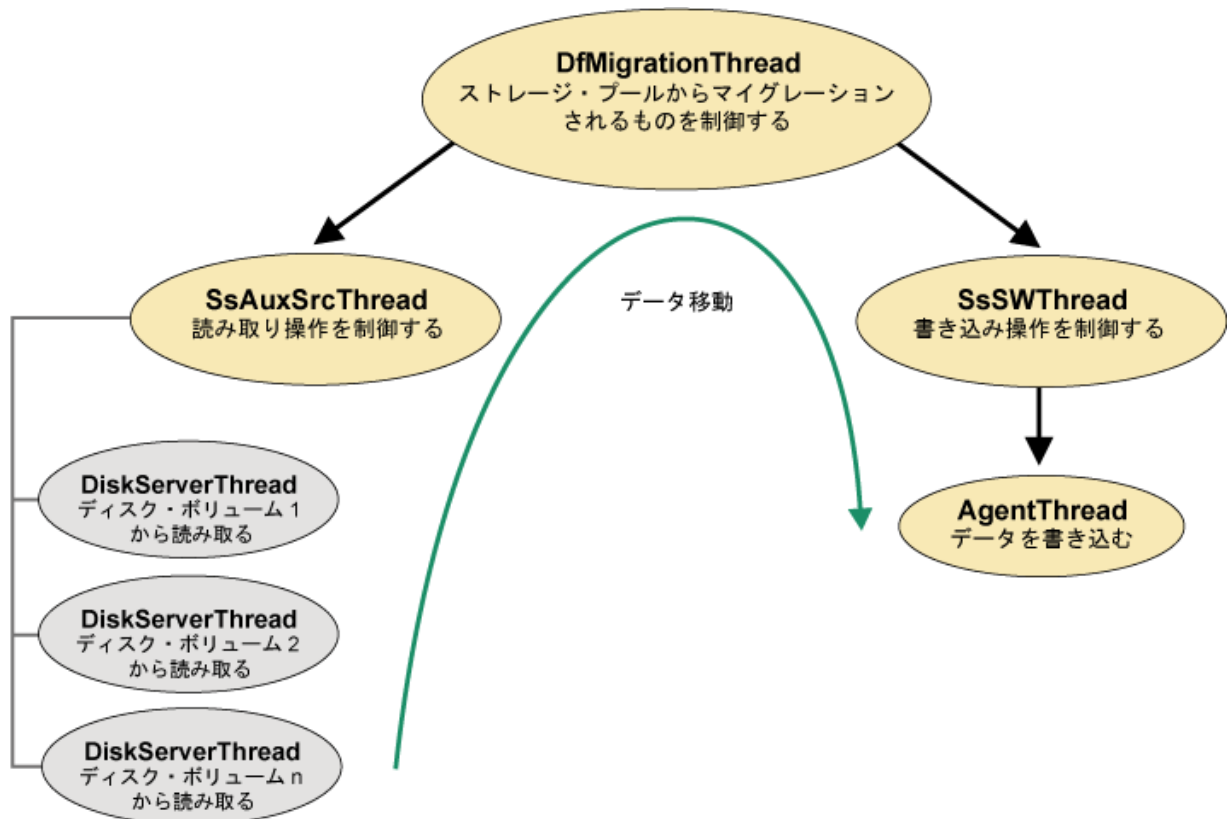 DfMigrationThread
ストレージ・プールからマイグレーション
されるものを制御する
SsAuxSrcThread
読み取り操作を制御する
データ移動
SsSWThread
書き込み操作を制御する
DiskServerThread
ディスク・ボリューム 1
から読み取る
AgentThread
データを書き込む
DiskServerThread
ディスク・ボリューム 2
から読み取る
DiskServerThread
ディスク・ボリューム n
から読み取る